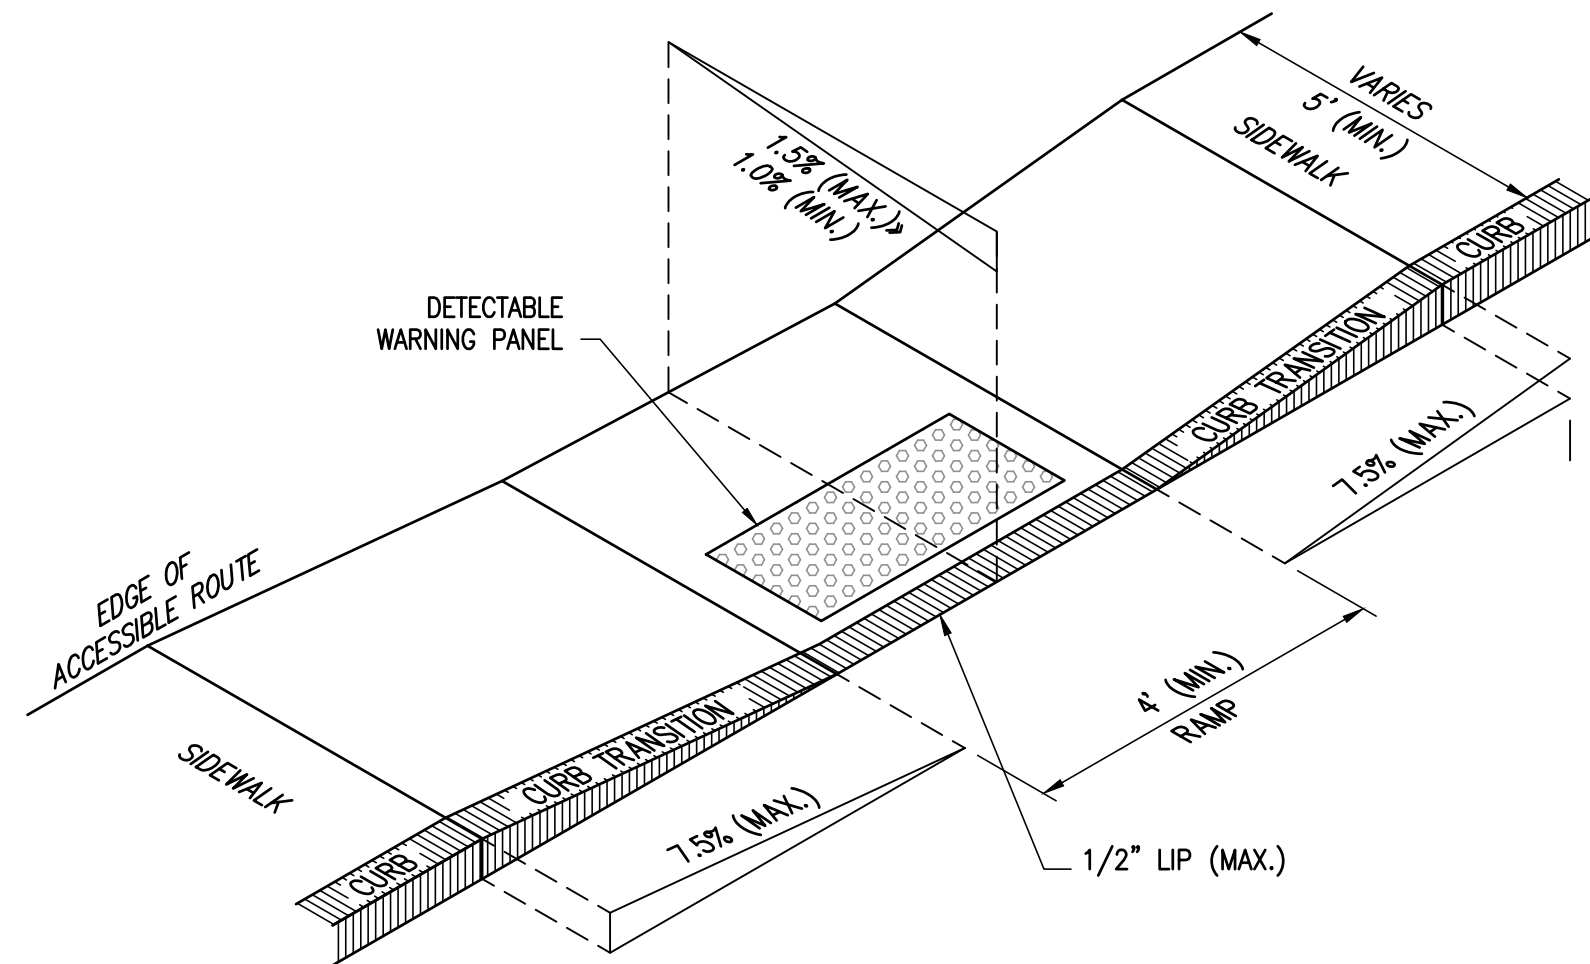 VARIES
5' (MIN.)
SIDEWALK
CURB
1.5% (MAX.)»
1.0% (MIN.)
DETECTABLE
WARNING PANEL
CURB TRANSITION
7.5% (MAX.)
EDGE OF
ACCESSIBLE ROUTE
4' (MIN.)
RAMP
SIDEWALK
CURB TRANSITION
7.5% (MAX.)
CURB
1/2" LIP (MAX.)